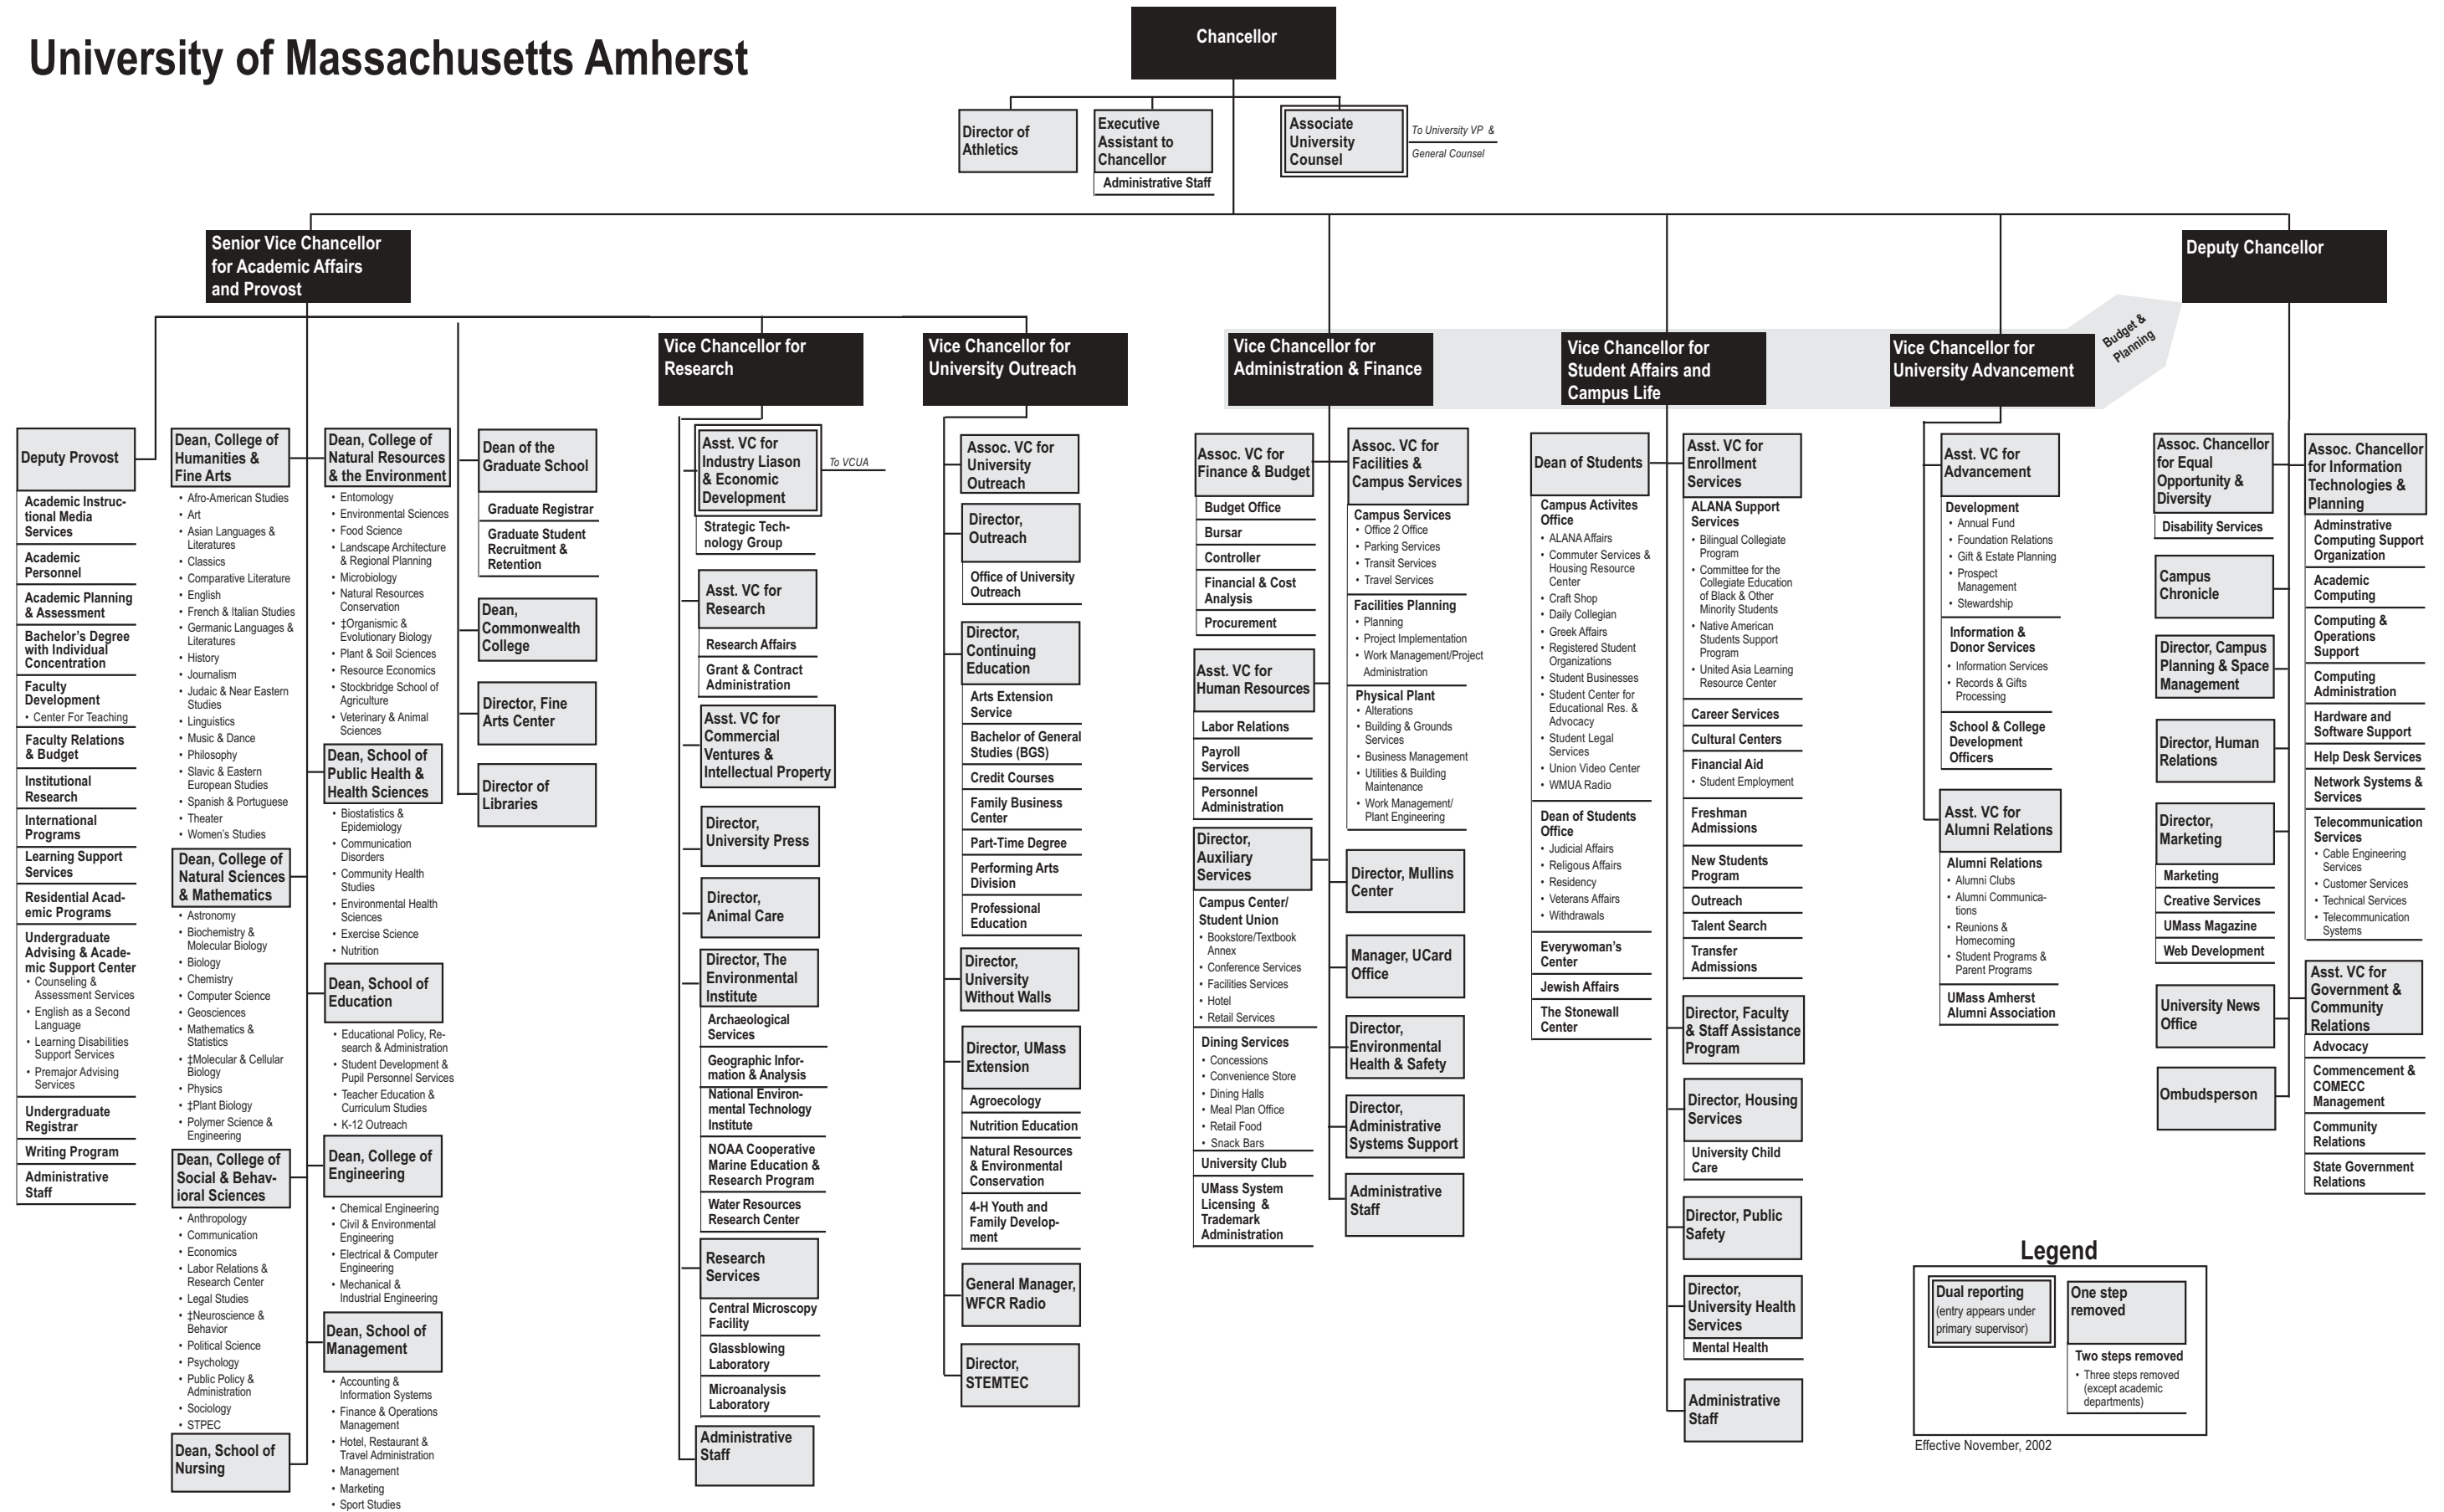 University of Massachusetts Amherst
Chancellor
Director of
Athletics
Executive
Assistant to
Chancellor
Administrative Staff
Associate
University
Counsel
To University VP &
General Counsel
Senior Vice Chancellor
for Academic Affairs
and Provost
Deputy Chancellor
Vice Chancellor for
Research
Vice Chancellor for
University Outreach
Vice Chancellor for
Administration & Finance
Vice Chancellor for
Student Affairs and
Campus Life
Vice Chancellor for
University Advancement
Budget &
Planning
Deputy Provost
Academic Instruc-
tional Media
Services
Academic
Personnel
Academic Planning
& Assessment
Bachelor's Degree
with Individual
Concentration
Faculty
Development
• Center For Teaching
Faculty Relations
& Budget
Institutional
Research
International
Programs
Learning Support
Services
Residential Acad-
emic Programs
Undergraduate
Advising & Acade-
mic Support Center
• Counseling &
Assessment Services
• English as a Second
Language
• Learning Disabilities
Support Services
• Premajor Advising
Services
Undergraduate
Registrar
Writing Program
Administrative
Staff
Dean, College of
Humanities &
Fine Arts
• Afro-American Studies
• Art
• Asian Languages &
Literatures
• Classics
• Comparative Literature
• English
• French & Italian Studies
• Germanic Languages &
Literatures
• History
• Journalism
• Judaic & Near Eastern
Studies
• Linguistics
• Music & Dance
• Philosophy
• Slavic & Eastern
European Studies
• Spanish & Portuguese
• Theater
• Women's Studies
Dean, College of
Natural Sciences
& Mathematics
• Astronomy
• Biochemistry &
Molecular Biology
• Biology
• Chemistry
• Computer Science
• Geosciences
• Mathematics &
Statistics
• ‡Molecular & Cellular
Biology
• Physics
• ‡Plant Biology
• Polymer Science &
Engineering
Dean, College of
Social & Behav-
ioral Sciences
• Anthropology
• Communication
• Economics
• Labor Relations &
Research Center
• Legal Studies
• ‡Neuroscience &
Behavior
• Political Science
• Psychology
• Public Policy &
Administration
• Sociology
• STPEC
Dean, School of
Nursing
Dean, College of
Natural Resources
& the Environment
• Entomology
• Environmental Sciences
• Food Science
• Landscape Architecture
& Regional Planning
• Microbiology
• Natural Resources
Conservation
• ‡Organismic &
Evolutionary Biology
• Plant & Soil Sciences
• Resource Economics
• Stockbridge School of
Agriculture
• Veterinary & Animal
Sciences
Dean, School of
Public Health &
Health Sciences
• Biostatistics &
Epidemiology
• Communication
Disorders
• Community Health
Studies
• Environmental Health
Sciences
• Exercise Science
• Nutrition
Dean, School of
Education
• Educational Policy, Re-
search & Administration
• Student Development &
Pupil Personnel Services
• Teacher Education &
Curriculum Studies
• K-12 Outreach
Dean, College of
Engineering
• Chemical Engineering
• Civil & Environmental
Engineering
• Electrical & Computer
Engineering
• Mechanical &
Industrial Engineering
Dean, School of
Management
• Accounting &
Information Systems
• Finance & Operations
Management
• Hotel, Restaurant &
Travel Administration
• Management
• Marketing
• Sport Studies
Dean of the
Graduate School
Graduate Registrar
Graduate Student
Recruitment &
Retention
Dean,
Commonwealth
College
Director, Fine
Arts Center
Director of
Libraries
Asst. VC for
Industry Liason
& Economic
Development
To VCUA
Strategic Tech-
nology Group
Asst. VC for
Research
Research Affairs
Grant & Contract
Administration
Asst. VC for
Commercial
Ventures &
Intellectual Property
Director,
University Press
Director,
Animal Care
Director, The
Environmental
Institute
Archaeological
Services
Geographic Infor-
mation & Analysis
National Environ-
mental Technology
Institute
NOAA Cooperative
Marine Education &
Research Program
Water Resources
Research Center
Research
Services
Central Microscopy
Facility
Glassblowing
Laboratory
Microanalysis
Laboratory
Administrative
Staff
Assoc. VC for
University
Outreach
Director,
Outreach
Office of University
Outreach
Director,
Continuing
Education
Arts Extension
Service
Bachelor of General
Studies (BGS)
Credit Courses
Family Business
Center
Part-Time Degree
Performing Arts
Division
Professional
Education
Director,
University
Without Walls
Director, UMass
Extension
Agroecology
Nutrition Education
Natural Resources
& Environmental
Conservation
4-H Youth and
Family Develop-
ment
General Manager,
WFCR Radio
Director,
STEMTEC
Assoc. VC for
Finance & Budget
Budget Office
Bursar
Controller
Financial & Cost
Analysis
Procurement
Asst. VC for
Human Resources
Labor Relations
Payroll
Services
Personnel
Administration
Director,
Auxiliary
Services
Campus Center/
Student Union
• Bookstore/Textbook
Annex
• Conference Services
• Facilities Services
• Hotel
• Retail Services
Dining Services
• Concessions
• Convenience Store
• Dining Halls
• Meal Plan Office
• Retail Food
• Snack Bars
University Club
UMass System
Licensing &
Trademark
Administration
Assoc. VC for
Facilities &
Campus Services
Campus Services
• Office 2 Office
• Parking Services
• Transit Services
• Travel Services
Facilities Planning
• Planning
• Project Implementation
• Work Management/Project
Administration
Physical Plant
• Alterations
• Building & Grounds
Services
• Business Management
• Utilities & Building
Maintenance
• Work Management/
Plant Engineering
Director, Mullins
Center
Manager, UCard
Office
Director,
Environmental
Health & Safety
Director,
Administrative
Systems Support
Administrative
Staff
Dean of Students
Campus Activites
Office
• ALANA Affairs
• Commuter Services &
Housing Resource
Center
• Craft Shop
• Daily Collegian
• Greek Affairs
• Registered Student
Organizations
• Student Businesses
• Student Center for
Educational Res. &
Advocacy
• Student Legal
Services
• Union Video Center
• WMUA Radio
Dean of Students
Office
• Judicial Affairs
• Religous Affairs
• Residency
• Veterans Affairs
• Withdrawals
Everywoman's
Center
Jewish Affairs
The Stonewall
Center
Asst. VC for
Enrollment
Services
ALANA Support
Services
• Bilingual Collegiate
Program
• Committee for the
Collegiate Education
of Black & Other
Minority Students
• Native American
Students Support
Program
• United Asia Learning
Resource Center
Career Services
Cultural Centers
Financial Aid
• Student Employment
Freshman
Admissions
New Students
Program
Outreach
Talent Search
Transfer
Admissions
Director, Faculty
& Staff Assistance
Program
Director, Housing
Services
University Child
Care
Director, Public
Safety
Director,
University Health
Services
Mental Health
Administrative
Staff
Asst. VC for
Advancement
Development
• Annual Fund
• Foundation Relations
• Gift & Estate Planning
• Prospect
Management
• Stewardship
Information &
Donor Services
• Information Services
• Records & Gifts
Processing
School & College
Development
Officers
Asst. VC for
Alumni Relations
Alumni Relations
• Alumni Clubs
• Alumni Communica-
tions
• Reunions &
Homecoming
• Student Programs &
Parent Programs
UMass Amherst
Alumni Association
Assoc. Chancellor
for Equal
Opportunity &
Diversity
Disability Services
Campus
Chronicle
Director, Campus
Planning & Space
Management
Director, Human
Relations
Director,
Marketing
Marketing
Creative Services
UMass Magazine
Web Development
University News
Office
Ombudsperson
Assoc. Chancellor
for Information
Technologies &
Planning
Adminstrative
Computing Support
Organization
Academic
Computing
Computing &
Operations
Support
Computing
Administration
Hardware and
Software Support
Help Desk Services
Network Systems &
Services
Telecommunication
Services
• Cable Engineering
Services
• Customer Services
• Technical Services
• Telecommunication
Systems
Asst. VC for
Government &
Community
Relations
Advocacy
Commencement &
COMECC
Management
Community
Relations
State Government
Relations
Legend
Dual reporting
(entry appears under
primary supervisor)
One step
removed
Two steps removed
• Three steps removed
(except academic
departments)
Effective November, 2002